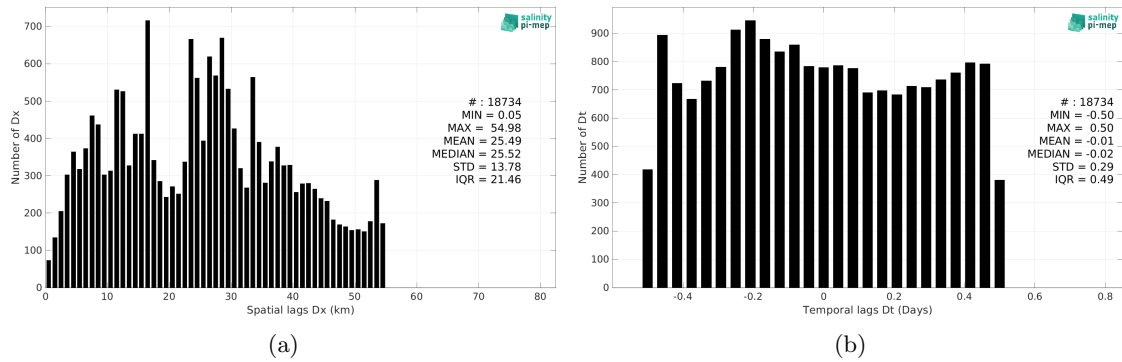 salinity
pi-mep
700
600
500
400
300
200
100
0
Number of Dx
# : 18734
MIN = 0.05
MAX = 54.98
MEAN = 25.49
MEDIAN = 25.52
STD = 13.78
IQR = 21.46
0 10 20 30 40 50 60 70 80
Spatial lags Dx (km)
(a)
salinity
pi-mep
900
800
700
600
500
400
300
200
100
0
Number of Dt
# : 18734
MIN = -0.50
MAX = 0.50
MEAN = -0.01
MEDIAN = -0.02
STD = 0.29
IQR = 0.49
-0.4 -0.2 0 0.2 0.4 0.6 0.8
Temporal lags Dt (Days)
(b)